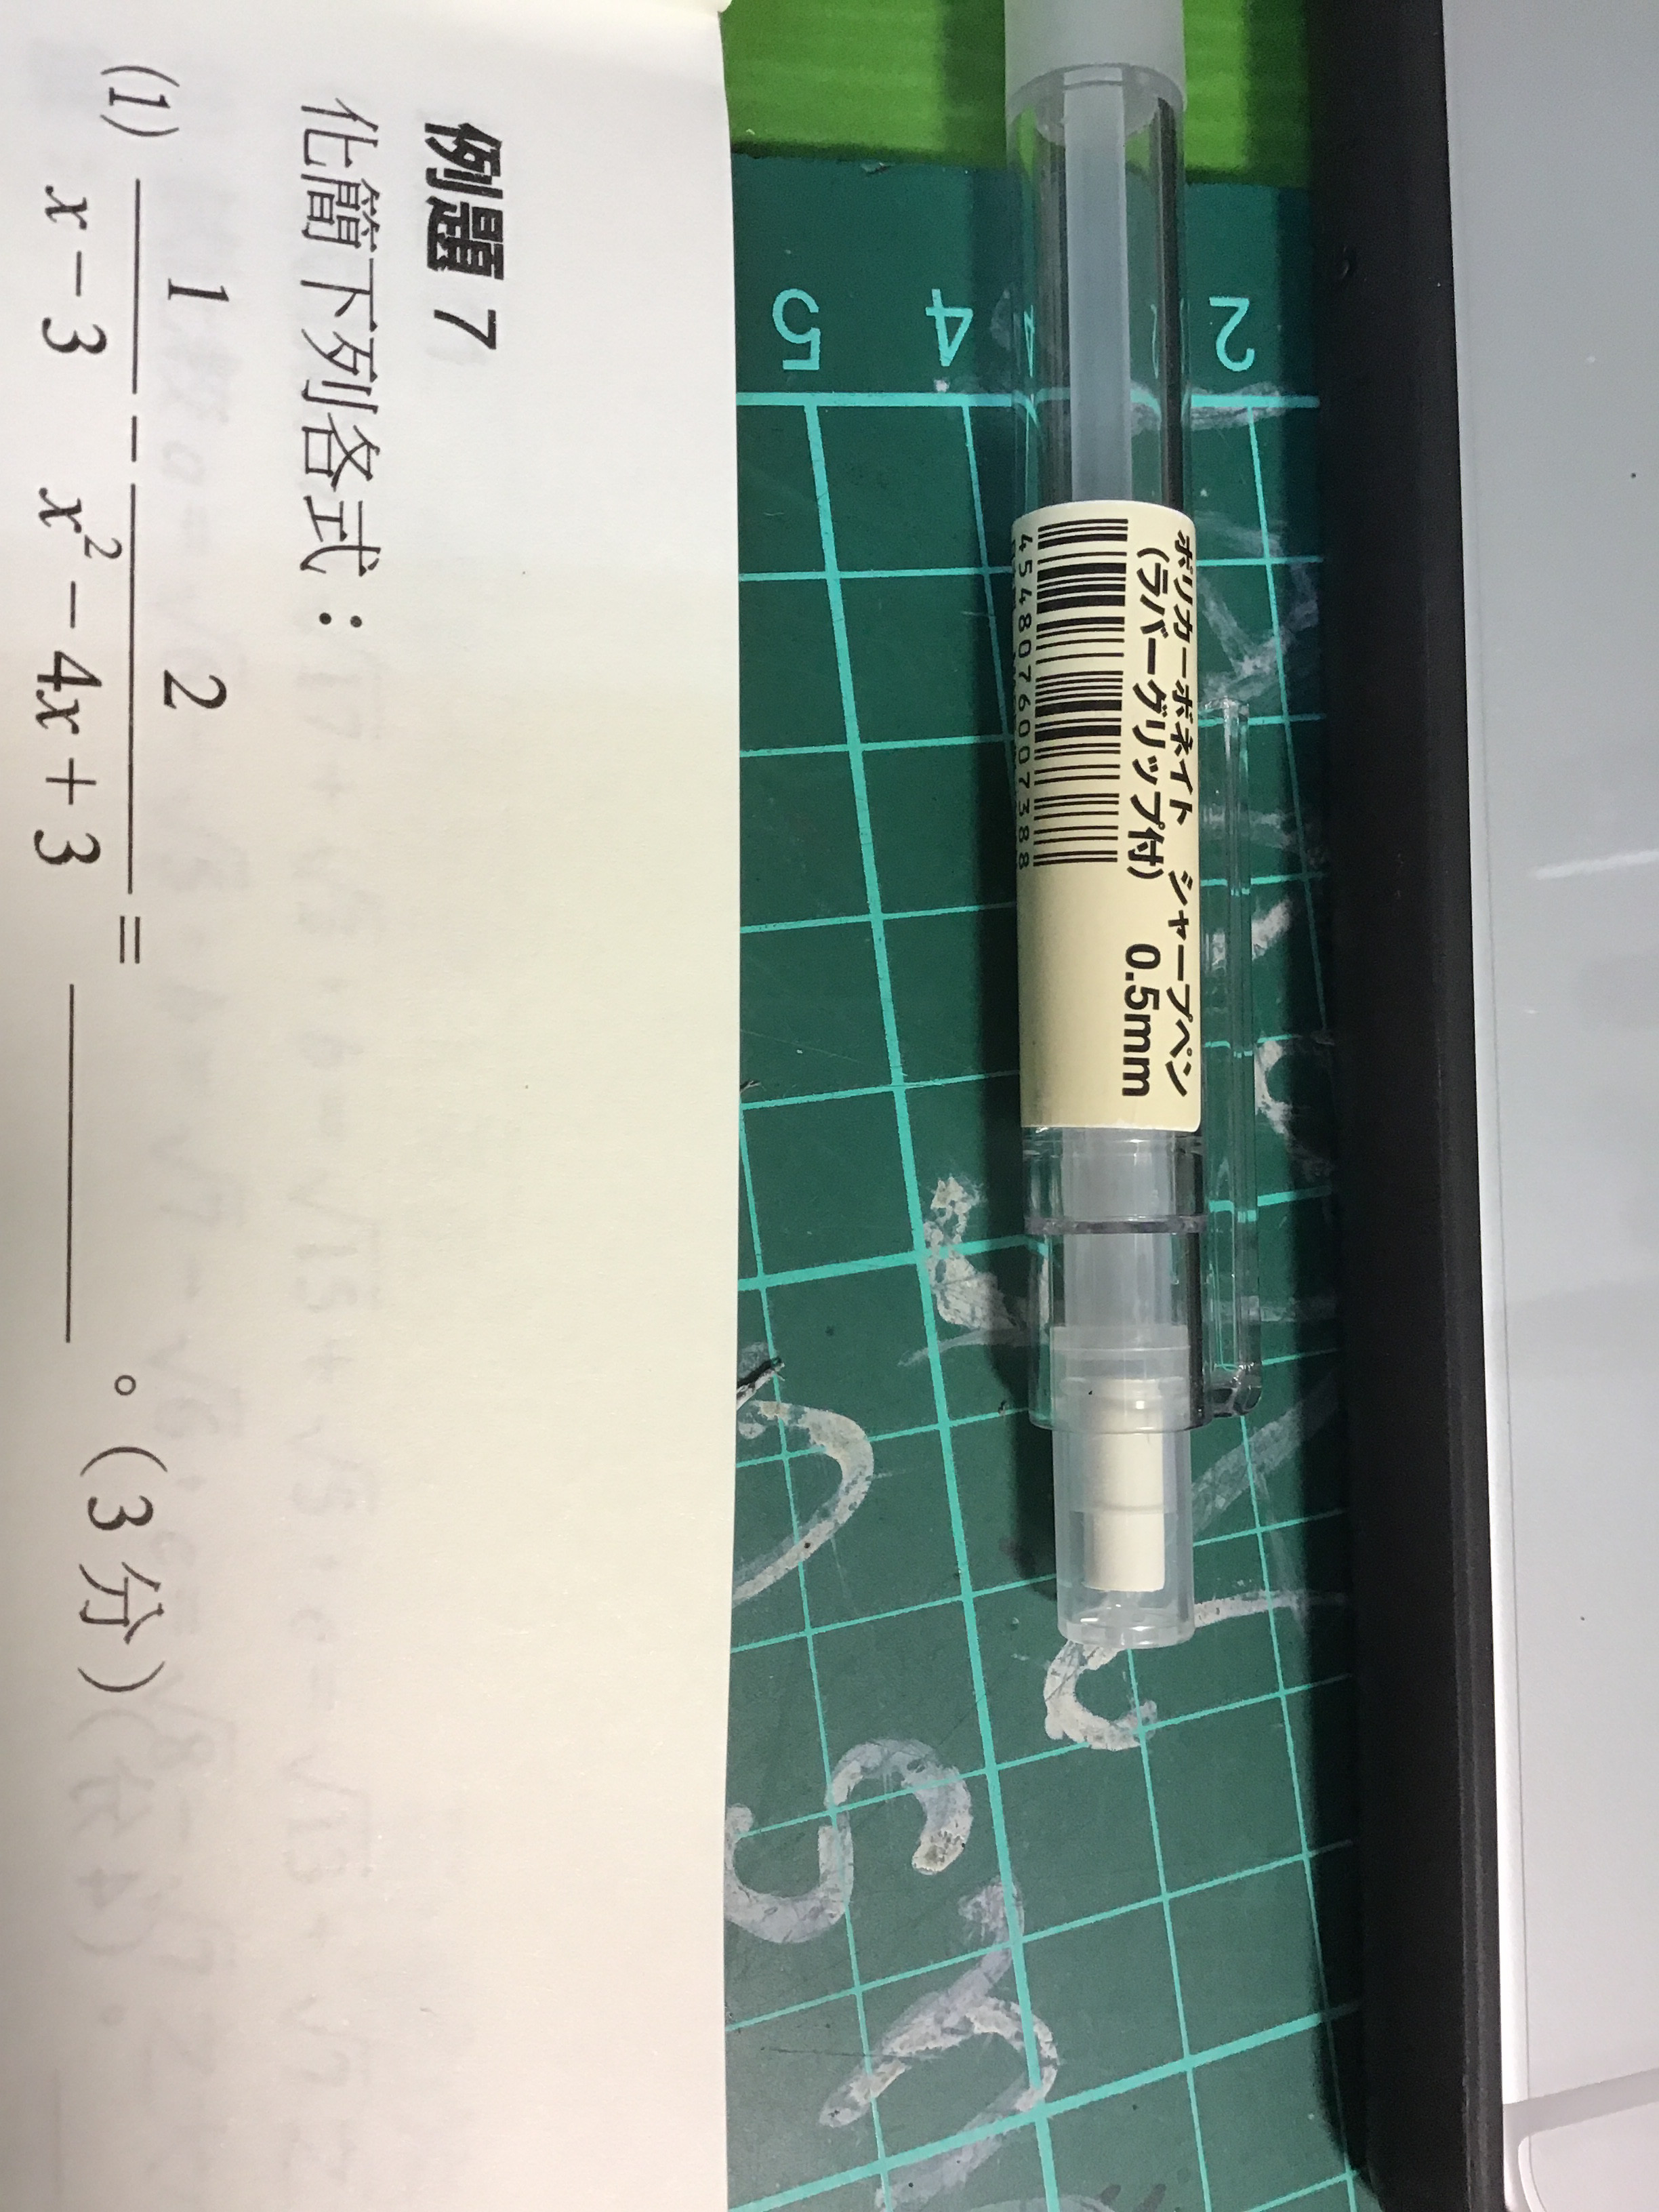 例題 7
化簡下列各式：
(1) 1/(x − 3) − 2/(x² − 4x + 3) = ______。(3 分)
5 4 2
ポリカーボネイト シャープペン
(ラバーグリップ付) 0.5mm
4548076007388